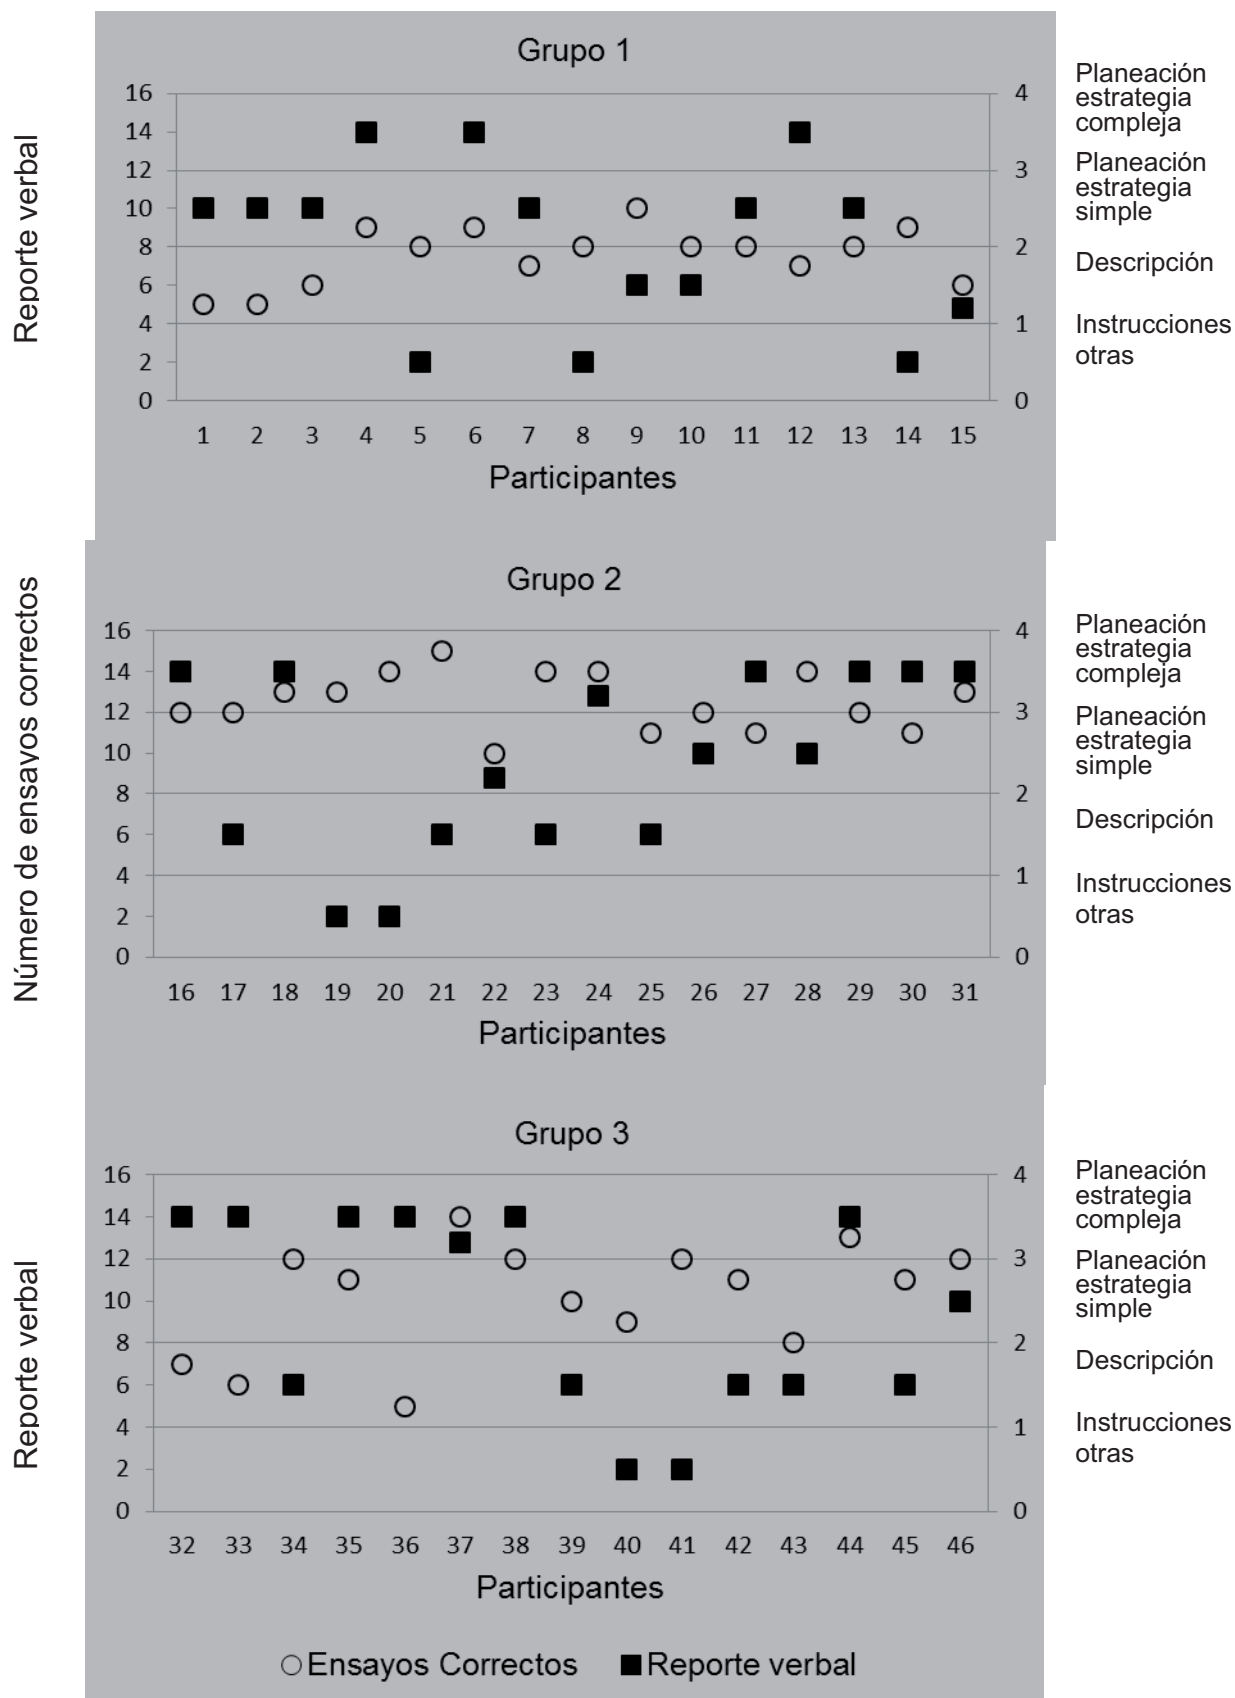 Grupo 1
Reporte verbal
16
14
12
10
8
6
4
2
0
4
3
2
1
0
Planeación
estrategia
compleja
Planeación
estrategia
simple
Descripción
Instrucciones
otras
1 2 3 4 5 6 7 8 9 10 11 12 13 14 15
Participantes
Grupo 2
Número de ensayos correctos
16
14
12
10
8
6
4
2
0
4
3
2
1
0
Planeación
estrategia
compleja
Planeación
estrategia
simple
Descripción
Instrucciones
otras
16 17 18 19 20 21 22 23 24 25 26 27 28 29 30 31
Participantes
Grupo 3
Reporte verbal
16
14
12
10
8
6
4
2
0
4
3
2
1
0
Planeación
estrategia
compleja
Planeación
estrategia
simple
Descripción
Instrucciones
otras
32 33 34 35 36 37 38 39 40 41 42 43 44 45 46
Participantes
Ensayos Correctos Reporte verbal